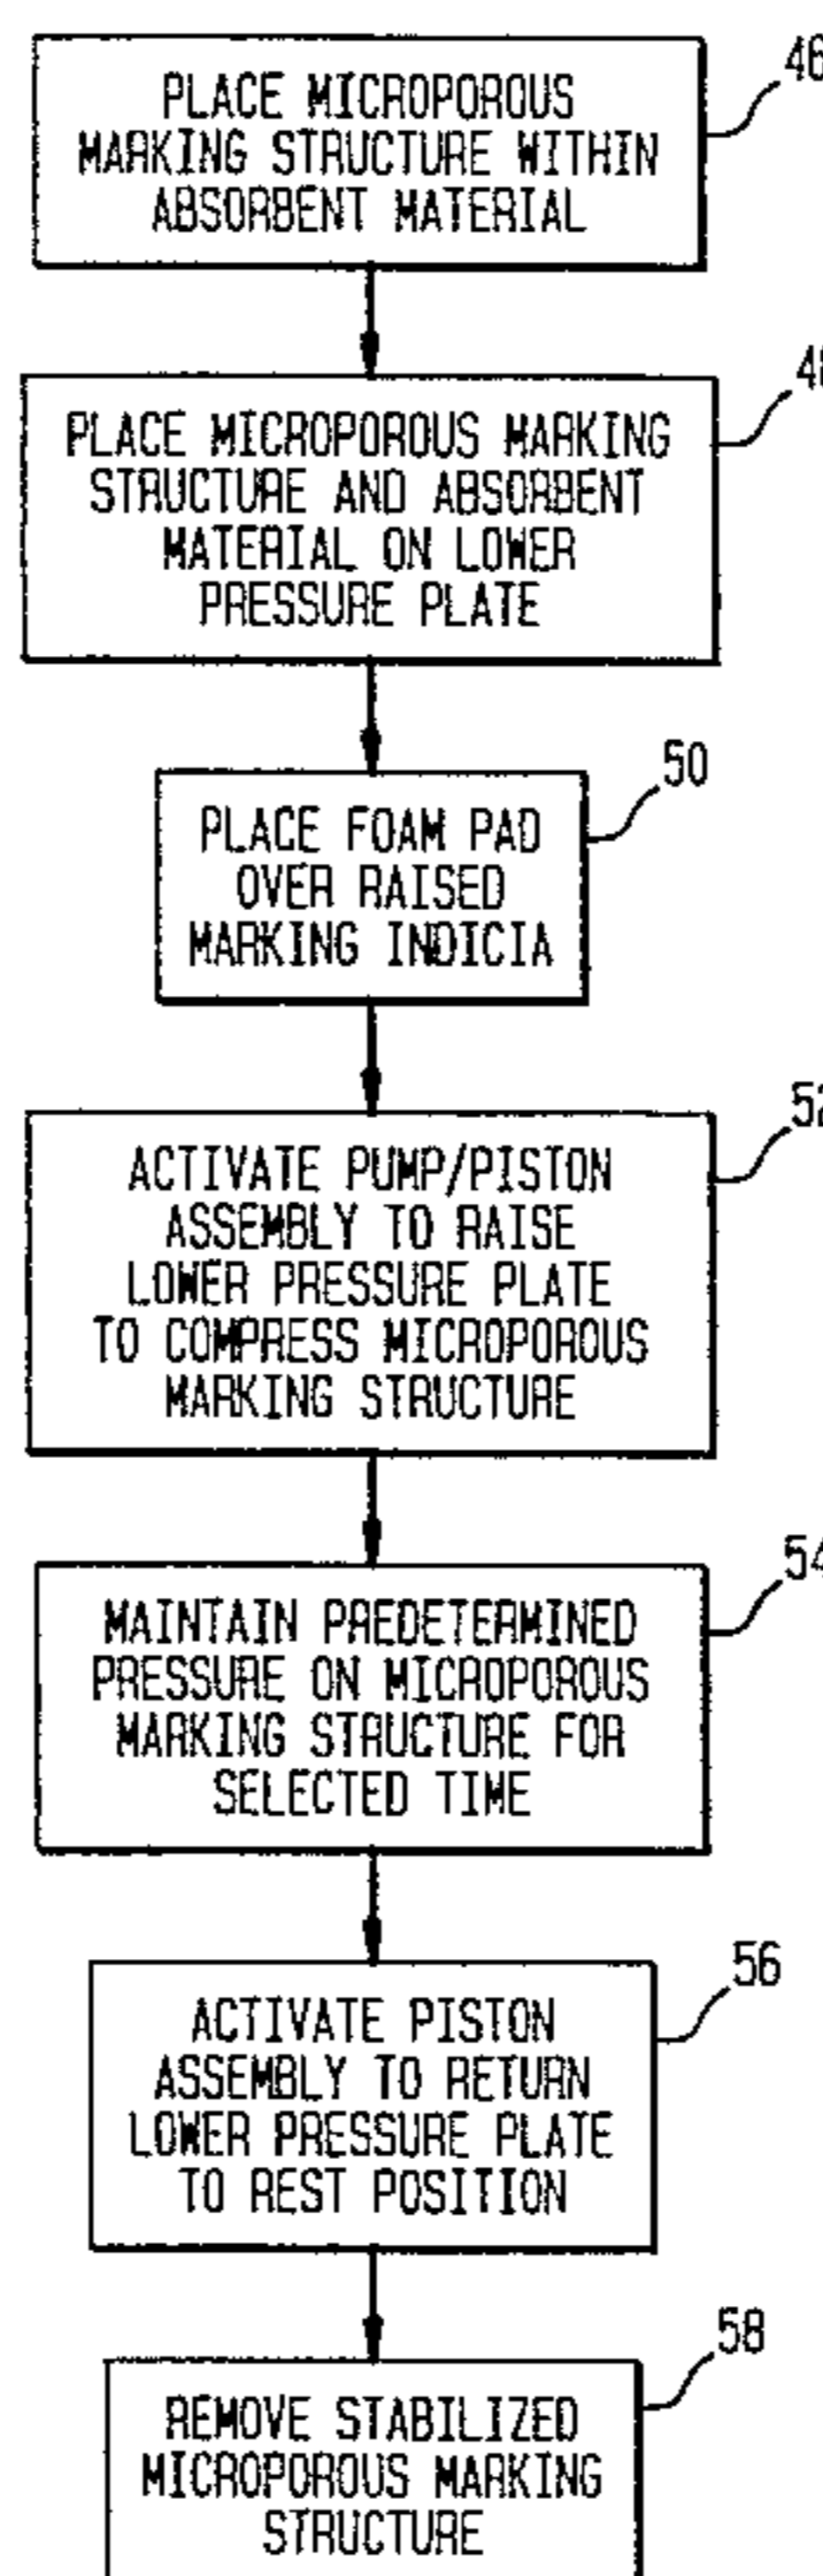 46
PLACE MICROPOROUS
MARKING STRUCTURE WITHIN
ABSORBENT MATERIAL
48
PLACE MICROPOROUS MARKING
STRUCTURE AND ABSORBENT
MATERIAL ON LOWER
PRESSURE PLATE
50
PLACE FOAM PAD
OVER RAISED
MARKING INDICIA
52
ACTIVATE PUMP/PISTON
ASSEMBLY TO RAISE
LOWER PRESSURE PLATE
TO COMPRESS MICROPOROUS
MARKING STRUCTURE
54
MAINTAIN PREDETERMINED
PRESSURE ON MICROPOROUS
MARKING STRUCTURE FOR
SELECTED TIME
56
ACTIVATE PISTON
ASSEMBLY TO RETURN
LOWER PRESSURE PLATE
TO REST POSITION
58
REMOVE STABILIZED
MICROPOROUS MARKING
STRUCTURE